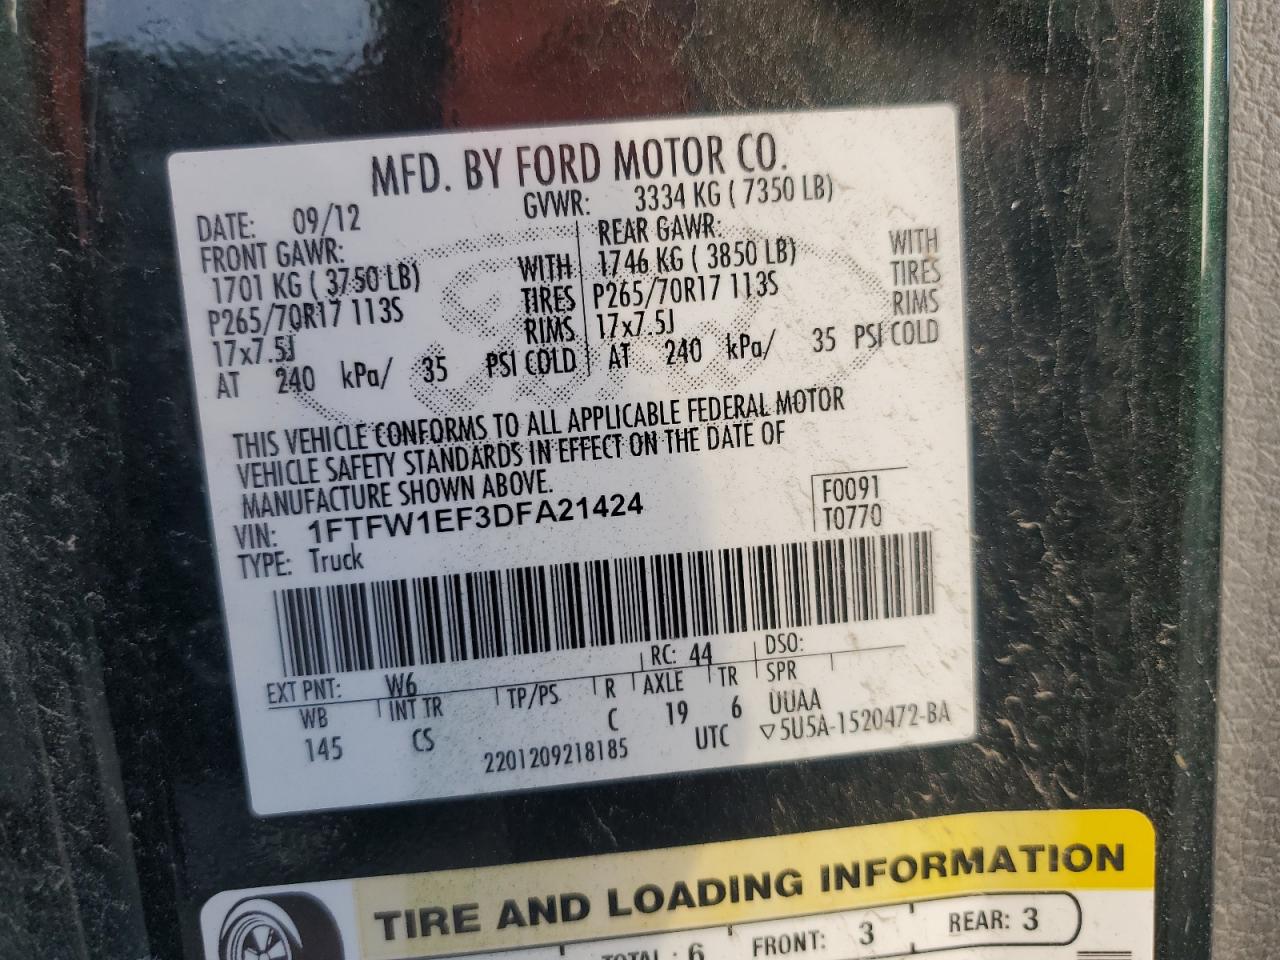 MFD. BY FORD MOTOR CO.
DATE: 09/12 GVWR: 3334 KG ( 7350 LB)
FRONT GAWR: REAR GAWR:
1701 KG ( 3750 LB) WITH 1746 KG ( 3850 LB) WITH
P265/70R17 113S TIRES P265/70R17 113S TIRES
17x7.5J RIMS 17x7.5J RIMS
AT 240 kPa/ 35 PSI COLD AT 240 kPa/ 35 PSI COLD
THIS VEHICLE CONFORMS TO ALL APPLICABLE FEDERAL MOTOR
VEHICLE SAFETY STANDARDS IN EFFECT ON THE DATE OF
MANUFACTURE SHOWN ABOVE.
VIN: 1FTFW1EF3DFA21424 F0091
TYPE: Truck T0770
EXT PNT: W6 RC: 44 DSO:
WB INT TR TP/PS R AXLE TR SPR
145 CS C 19 6 UUAA
2201209218185 UTC ▽5U5A-1520472-BA
TIRE AND LOADING INFORMATION
TOTAL : 6 FRONT: 3 REAR: 3